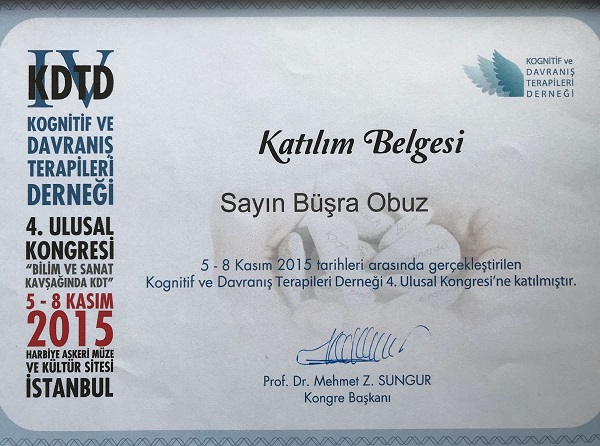 IV
KDTD
KOGNİTİF VE
DAVRANIŞ
TERAPİLERİ
DERNEĞİ
4. ULUSAL
KONGRESİ
"BİLİM VE SANAT
KAVŞAĞINDA KDT"
5 - 8 KASIM
2015
HARBİYE ASKERİ MÜZE
VE KÜLTÜR SİTESİ
İSTANBUL
KOGNİTİF ve
DAVRANIŞ
TERAPİLERİ
DERNEĞİ
Katılım Belgesi
Sayın Büşra Obuz
5 - 8 Kasım 2015 tarihleri arasında gerçekleştirilen
Kognitif ve Davranış Terapileri Derneği 4. Ulusal Kongresi'ne katılmıştır.
Prof. Dr. Mehmet Z. SUNGUR
Kongre Başkanı